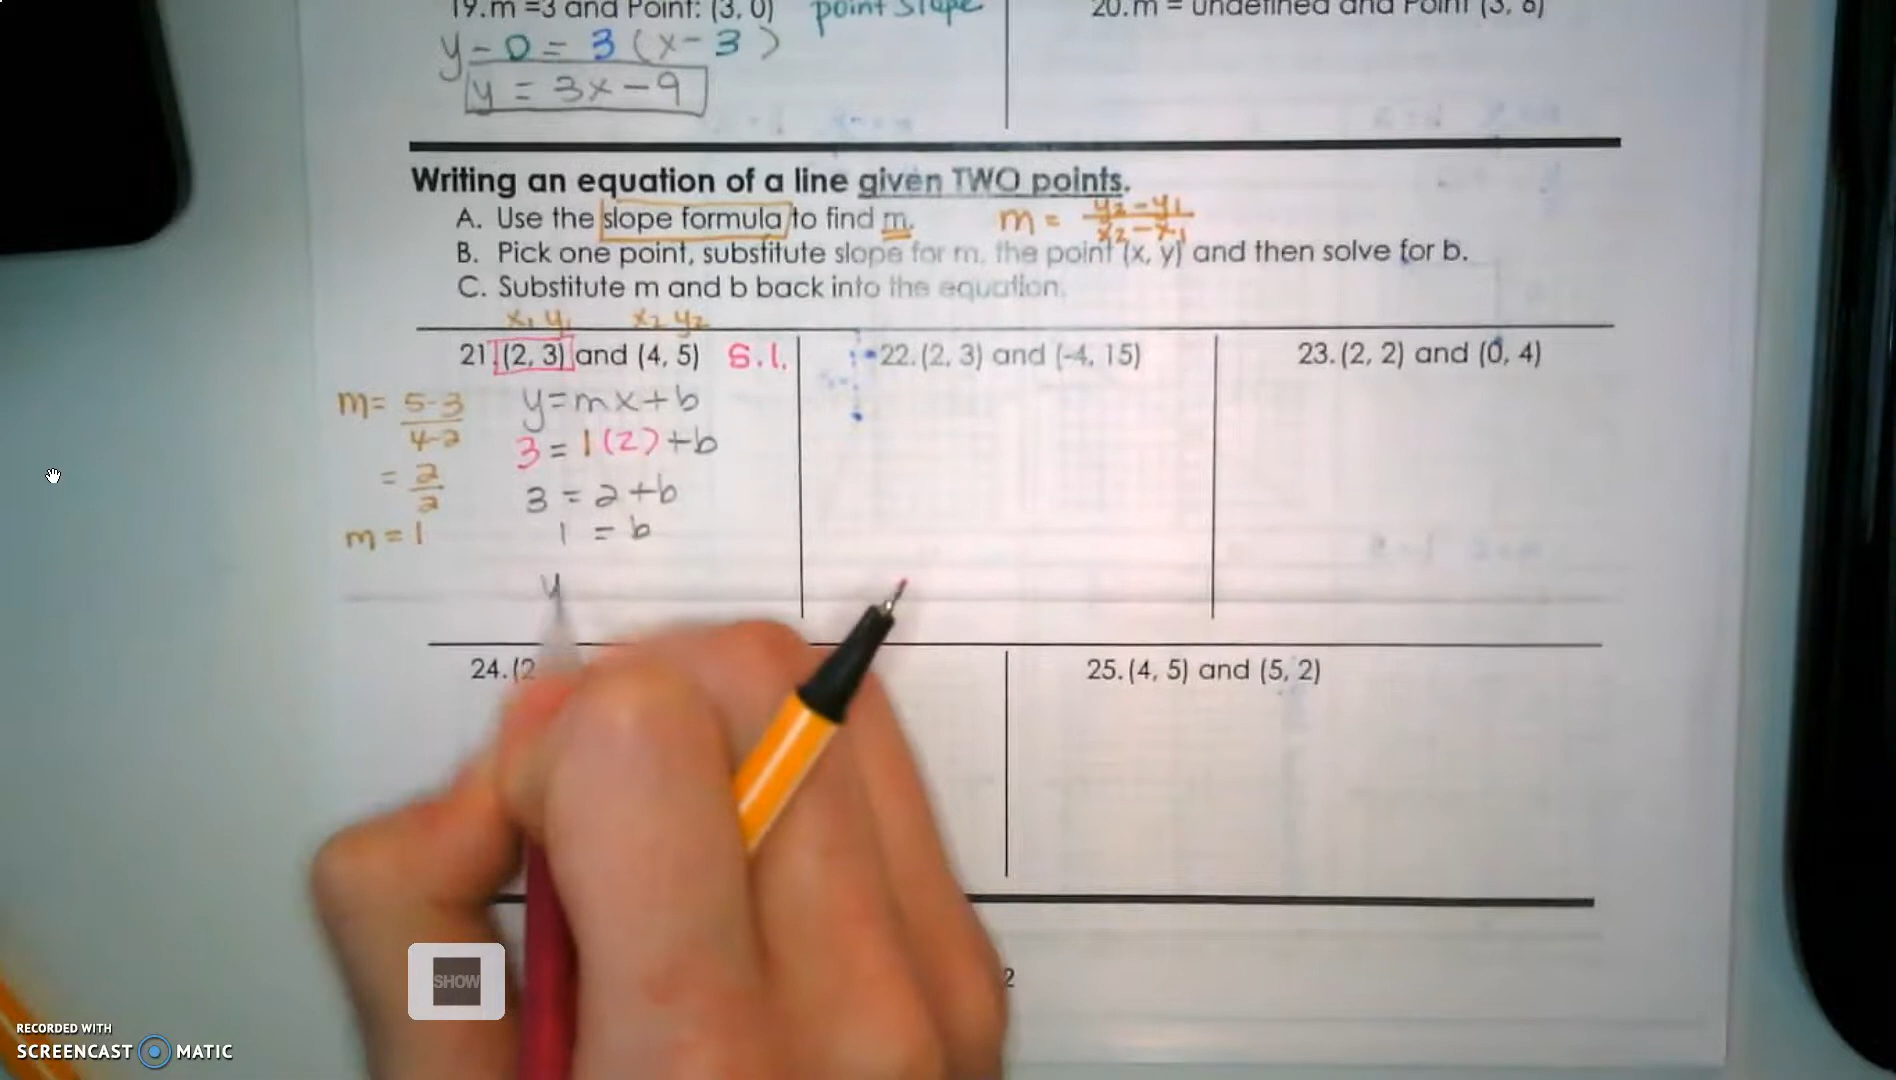 19. m =3 and Point: (3, 0) point slope
y - 0 = 3 (x - 3)
y = 3x - 9
20. m = undefined and Point (3, 6)
Writing an equation of a line given TWO points.
A. Use the slope formula to find m. m = y₂-y₁ / x₂-x₁
B. Pick one point, substitute slope for m, the point (x, y) and then solve for b.
C. Substitute m and b back into the equation.
x₁ y₁ x₂ y₂
21. (2, 3) and (4, 5) S.I.
m = 5-3 / 4-2
= 2 / 2
m = 1
y = mx + b
3 = 1(2) + b
3 = 2 + b
1 = b
y
22. (2, 3) and (-4, 15)
23. (2, 2) and (0, 4)
24. (2
25. (4, 5) and (5, 2)
2
SHOW
RECORDED WITH
SCREENCAST MATIC